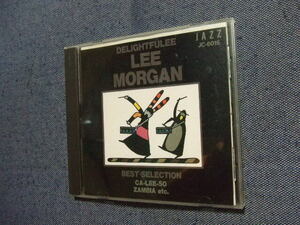 JAZZ
JC-6016
DELIGHTFULEE
LEE
MORGAN
BEST SELECTION
CA-LEE-SO
ZAMBIA etc.